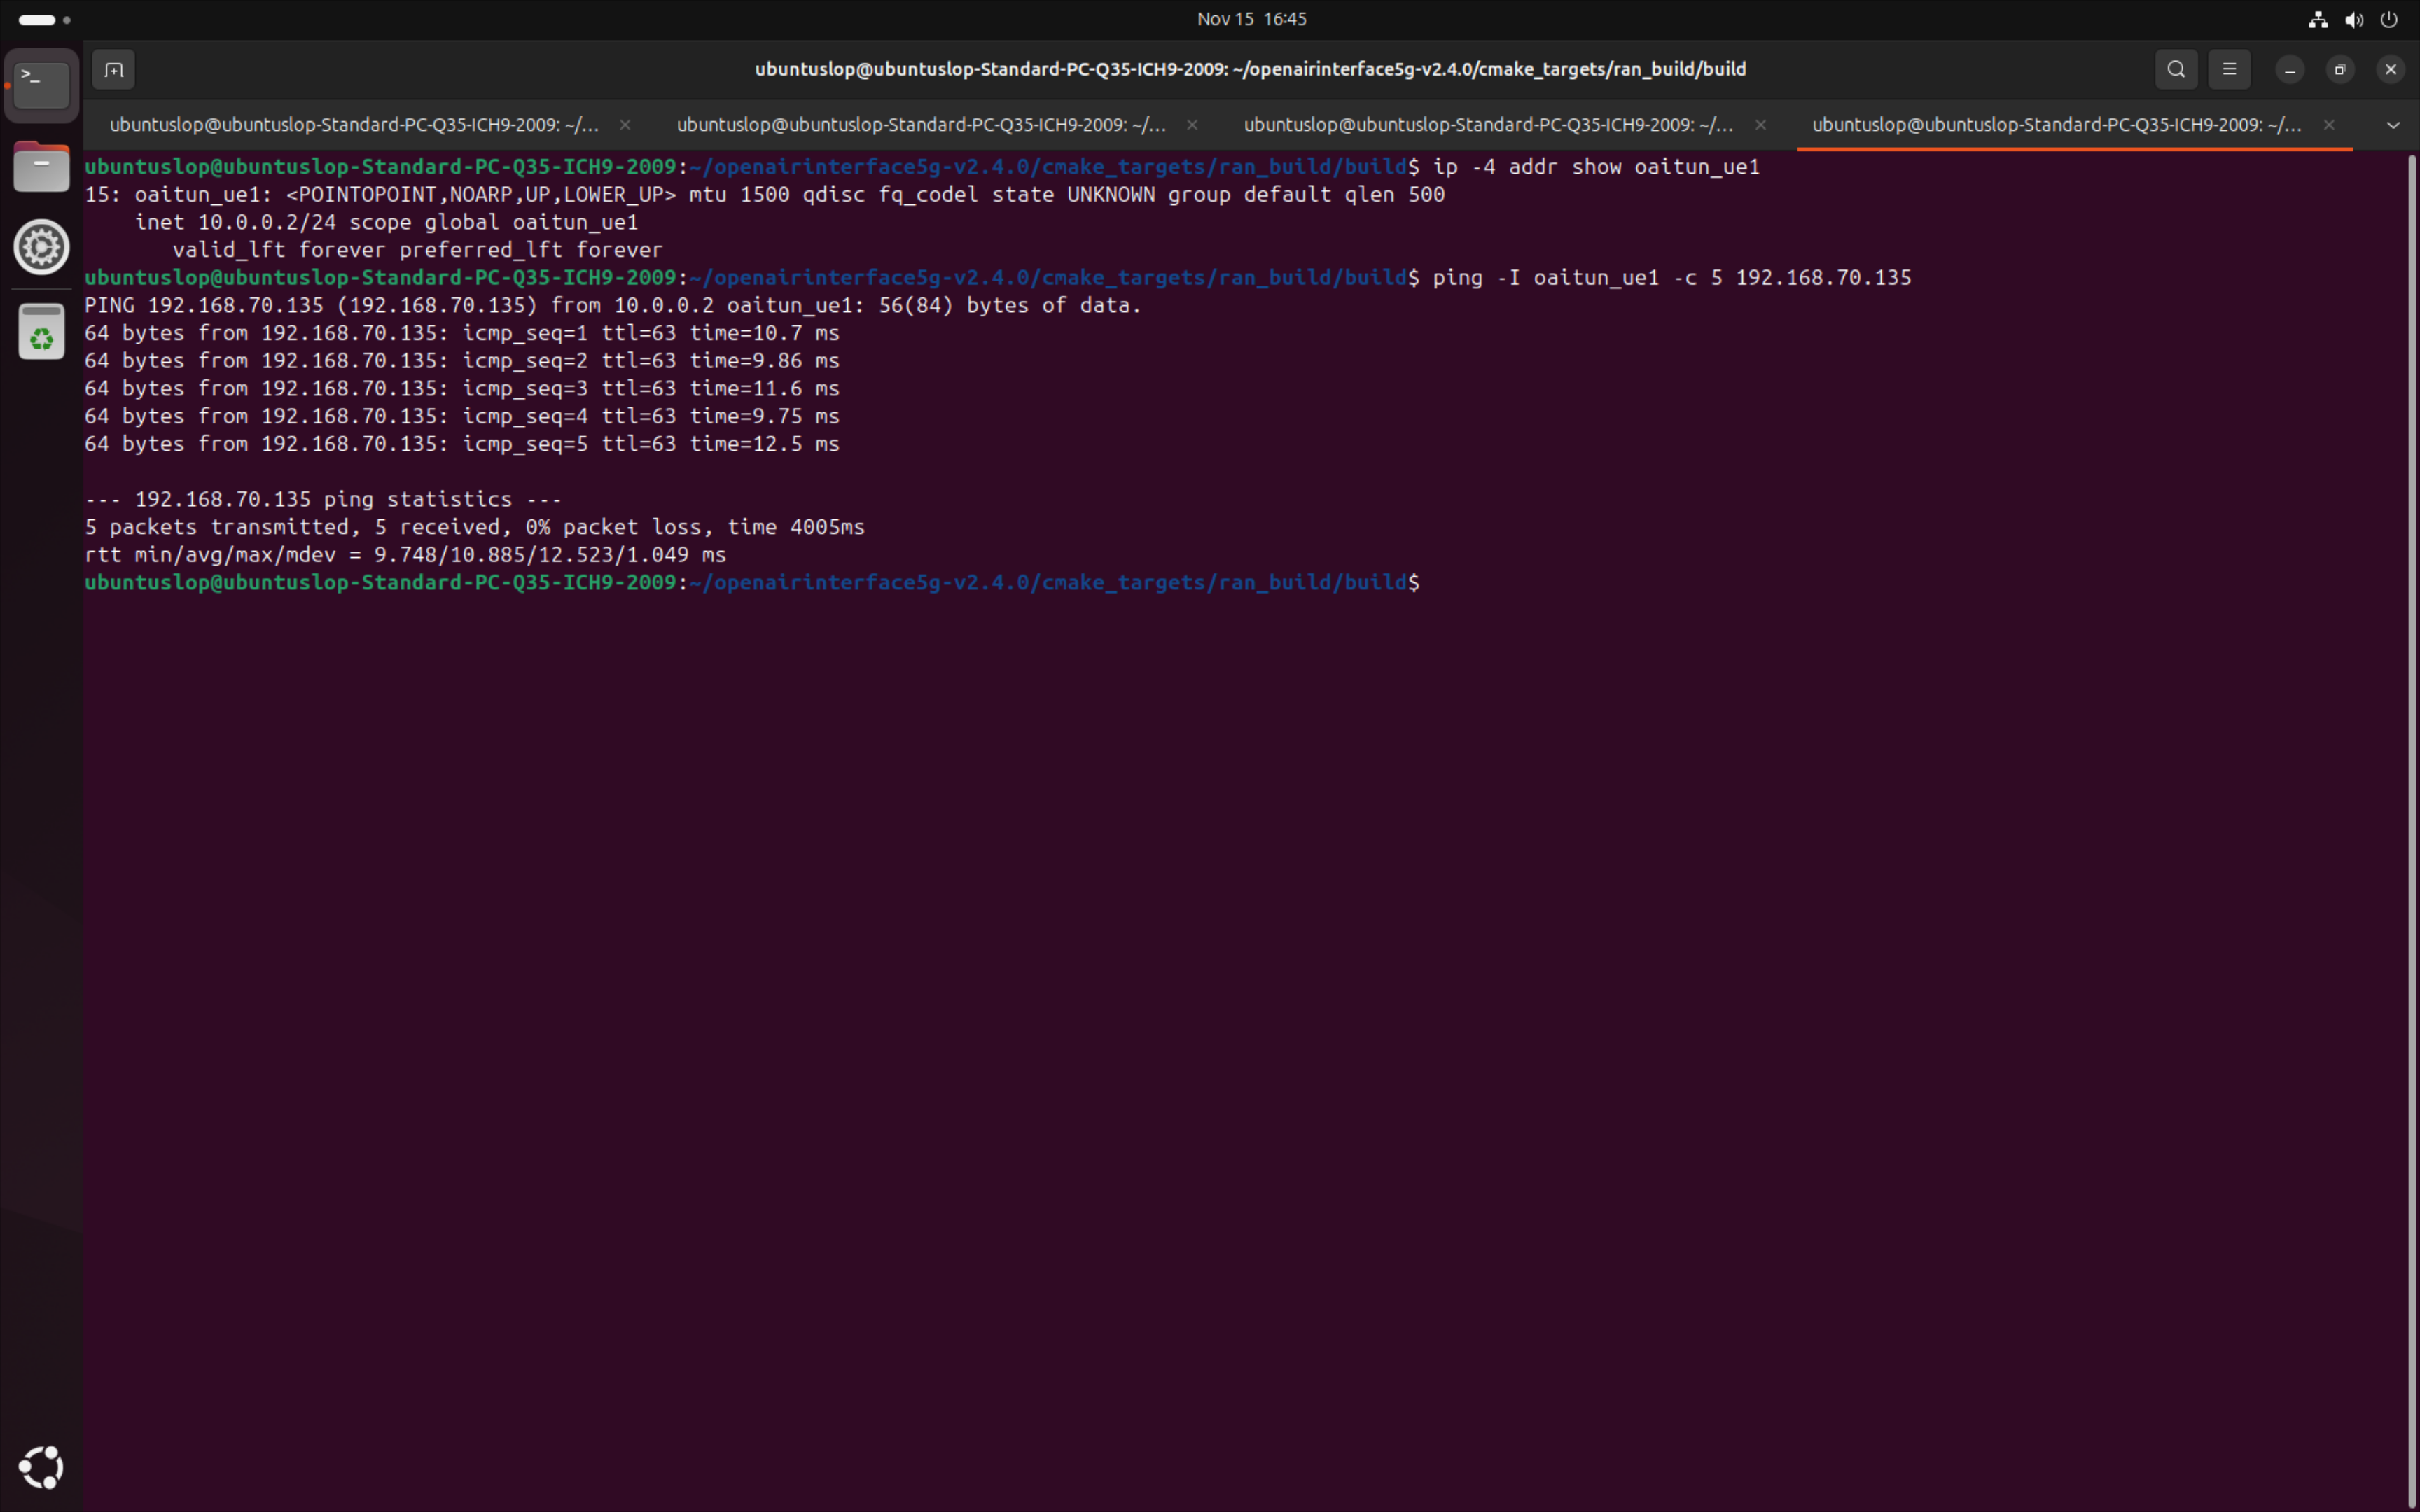 Nov 15 16:45
ubuntuslop@ubuntuslop-Standard-PC-Q35-ICH9-2009: ~/openairinterface5g-v2.4.0/cmake_targets/ran_build/build
ubuntuslop@ubuntuslop-Standard-PC-Q35-ICH9-2009: ~/... ubuntuslop@ubuntuslop-Standard-PC-Q35-ICH9-2009: ~/... ubuntuslop@ubuntuslop-Standard-PC-Q35-ICH9-2009: ~/... ubuntuslop@ubuntuslop-Standard-PC-Q35-ICH9-2009: ~/...
ubuntuslop@ubuntuslop-Standard-PC-Q35-ICH9-2009:~/openairinterface5g-v2.4.0/cmake_targets/ran_build/build$ ip -4 addr show oaitun_ue1
15: oaitun_ue1: <POINTOPOINT,NOARP,UP,LOWER_UP> mtu 1500 qdisc fq_codel state UNKNOWN group default qlen 500
    inet 10.0.0.2/24 scope global oaitun_ue1
       valid_lft forever preferred_lft forever
ubuntuslop@ubuntuslop-Standard-PC-Q35-ICH9-2009:~/openairinterface5g-v2.4.0/cmake_targets/ran_build/build$ ping -I oaitun_ue1 -c 5 192.168.70.135
PING 192.168.70.135 (192.168.70.135) from 10.0.0.2 oaitun_ue1: 56(84) bytes of data.
64 bytes from 192.168.70.135: icmp_seq=1 ttl=63 time=10.7 ms
64 bytes from 192.168.70.135: icmp_seq=2 ttl=63 time=9.86 ms
64 bytes from 192.168.70.135: icmp_seq=3 ttl=63 time=11.6 ms
64 bytes from 192.168.70.135: icmp_seq=4 ttl=63 time=9.75 ms
64 bytes from 192.168.70.135: icmp_seq=5 ttl=63 time=12.5 ms

--- 192.168.70.135 ping statistics ---
5 packets transmitted, 5 received, 0% packet loss, time 4005ms
rtt min/avg/max/mdev = 9.748/10.885/12.523/1.049 ms
ubuntuslop@ubuntuslop-Standard-PC-Q35-ICH9-2009:~/openairinterface5g-v2.4.0/cmake_targets/ran_build/build$